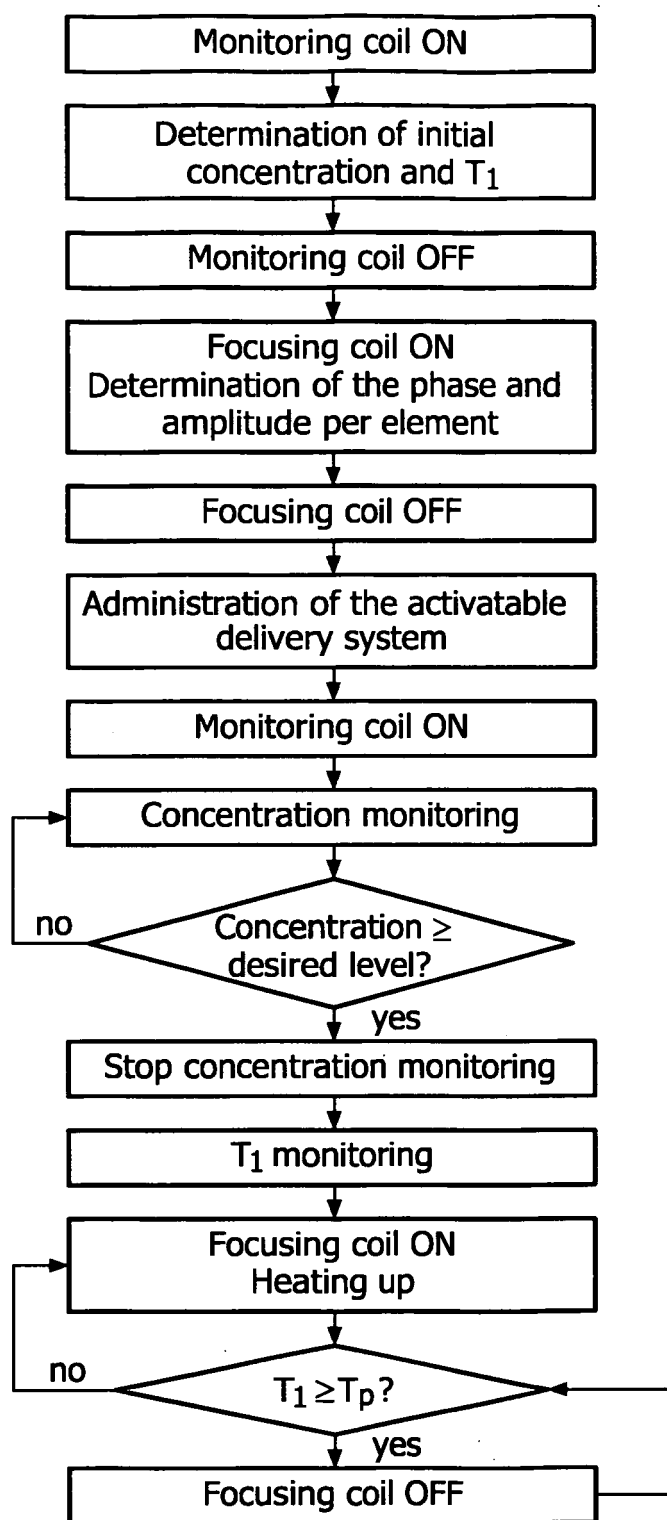 Monitoring coil ON
Determination of initial
concentration and T₁
Monitoring coil OFF
Focusing coil ON
Determination of the phase and
amplitude per element
Focusing coil OFF
Administration of the activatable
delivery system
Monitoring coil ON
Concentration monitoring
no
Concentration ≥
desired level?
yes
Stop concentration monitoring
T₁ monitoring
Focusing coil ON
Heating up
no
T₁ ≥ Tₚ?
yes
Focusing coil OFF